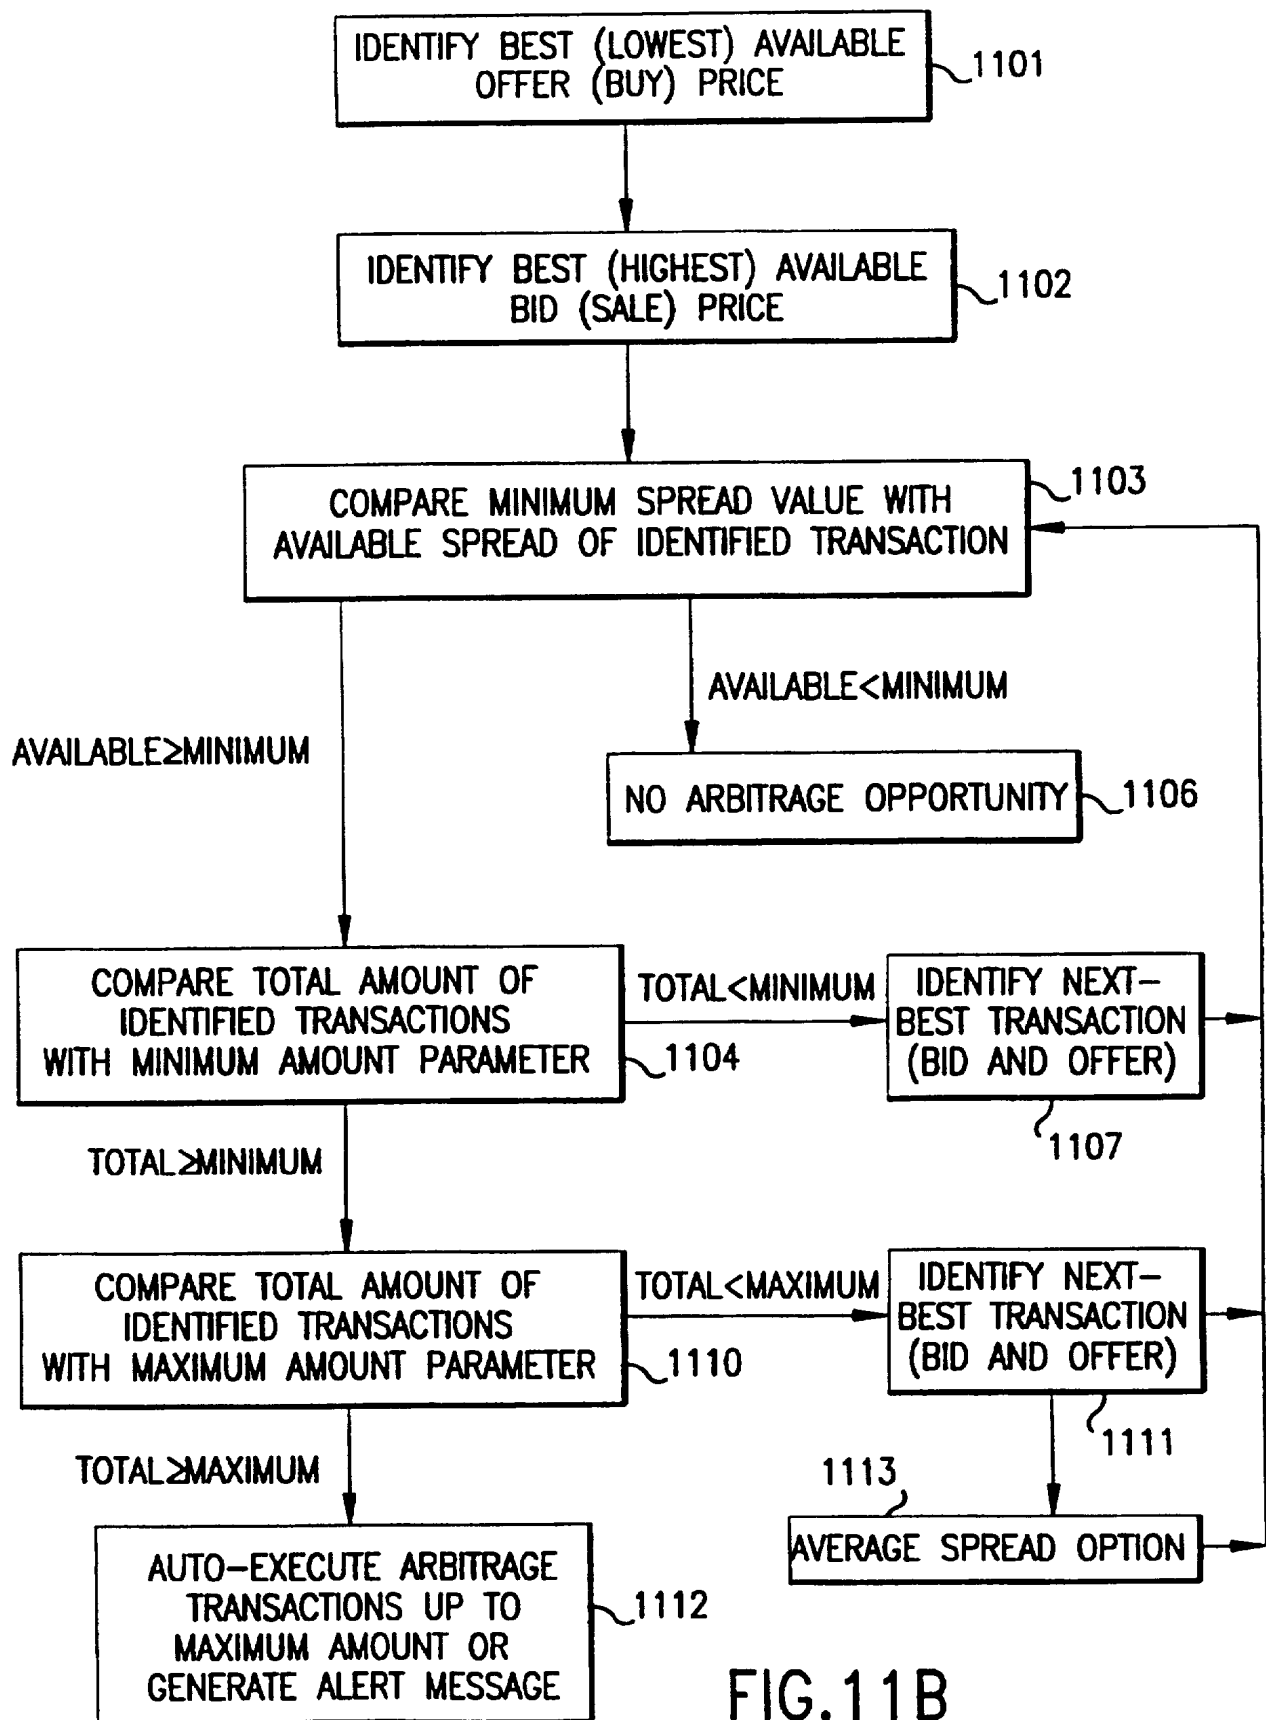 IDENTIFY BEST (LOWEST) AVAILABLE
OFFER (BUY) PRICE
1101
IDENTIFY BEST (HIGHEST) AVAILABLE
BID (SALE) PRICE
1102
COMPARE MINIMUM SPREAD VALUE WITH
AVAILABLE SPREAD OF IDENTIFIED TRANSACTION
1103
AVAILABLE<MINIMUM
AVAILABLE≥MINIMUM
NO ARBITRAGE OPPORTUNITY
1106
COMPARE TOTAL AMOUNT OF
IDENTIFIED TRANSACTIONS
WITH MINIMUM AMOUNT PARAMETER
1104
TOTAL<MINIMUM
IDENTIFY NEXT-
BEST TRANSACTION
(BID AND OFFER)
1107
TOTAL≥MINIMUM
COMPARE TOTAL AMOUNT OF
IDENTIFIED TRANSACTIONS
WITH MAXIMUM AMOUNT PARAMETER
1110
TOTAL<MAXIMUM
IDENTIFY NEXT-
BEST TRANSACTION
(BID AND OFFER)
1111
TOTAL≥MAXIMUM
1113
AVERAGE SPREAD OPTION
AUTO-EXECUTE ARBITRAGE
TRANSACTIONS UP TO
MAXIMUM AMOUNT OR
GENERATE ALERT MESSAGE
1112
FIG.11B